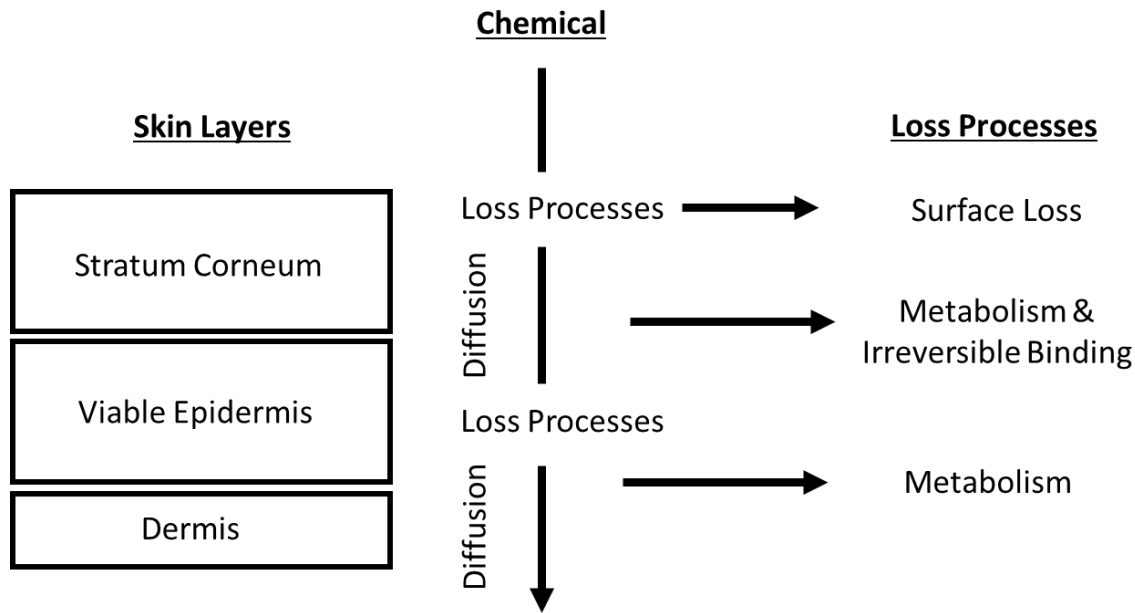 Chemical
Skin Layers
Loss Processes
Loss Processes
Surface Loss
Stratum Corneum
Diffusion
Metabolism &
Irreversible Binding
Viable Epidermis
Loss Processes
Diffusion
Metabolism
Dermis